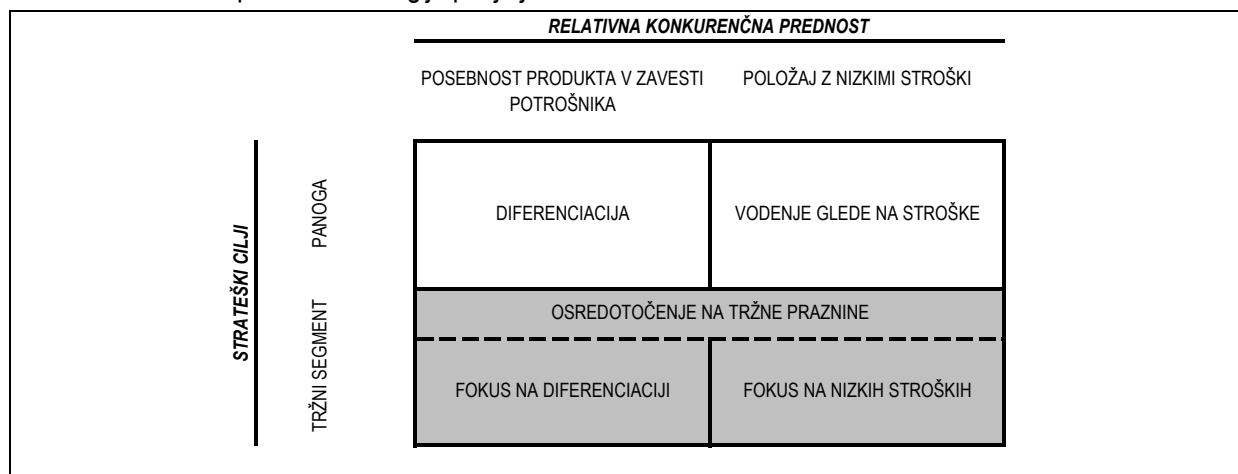 RELATIVNA KONKURENČNA PREDNOST
POSEBNOST PRODUKTA V ZAVESTI
POTROŠNIKA
POLOŽAJ Z NIZKIMI STROŠKI
STRATEŠKI CILJI
PANOGA
DIFERENCIACIJA
VODENJE GLEDE NA STROŠKE
TRŽNI SEGMENT
OSREDOTOČENJE NA TRŽNE PRAZNINE
FOKUS NA DIFERENCIACIJI
FOKUS NA NIZKIH STROŠKIH